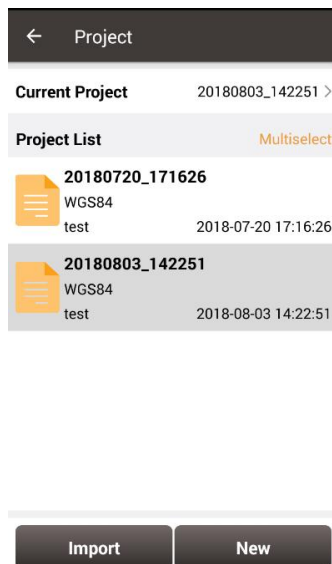 Project
Current Project 20180803_142251 >
Project List Multiselect
20180720_171626
WGS84
test 2018-07-20 17:16:26
20180803_142251
WGS84
test 2018-08-03 14:22:51
Import New